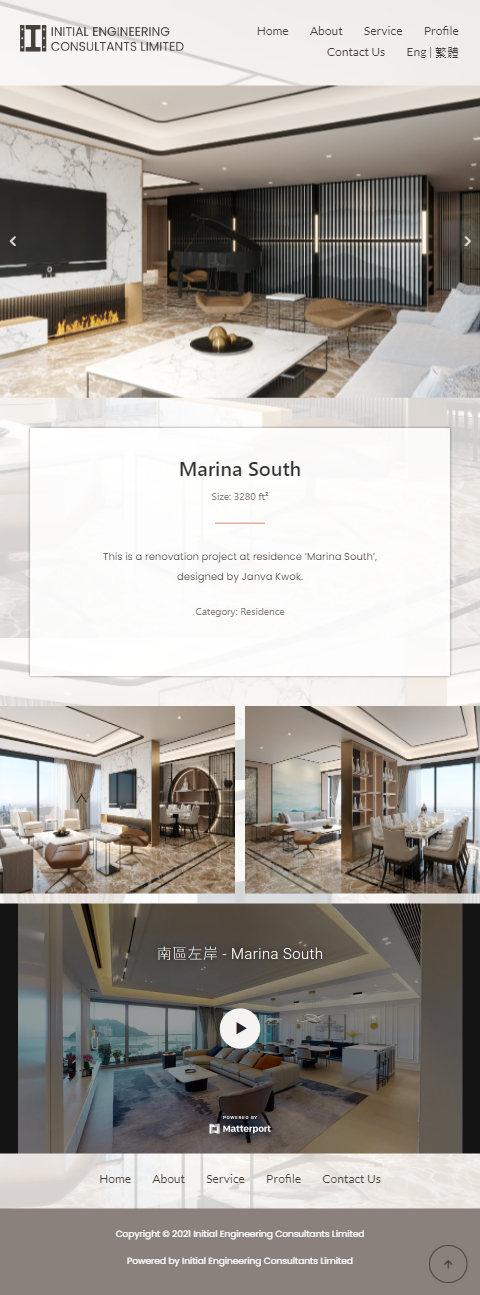 INITIAL ENGINEERING
CONSULTANTS LIMITED
Home About Service Profile
Contact Us Eng | 繁體
Marina South
Size: 3280 ft²
This is a renovation project at residence ‘Marina South’,
designed by Janva Kwok.
Category: Residence
南區左岸 - Marina South
POWERED BY
Matterport
Home About Service Profile Contact Us
Copyright © 2021 Initial Engineering Consultants Limited
Powered by Initial Engineering Consultants Limited